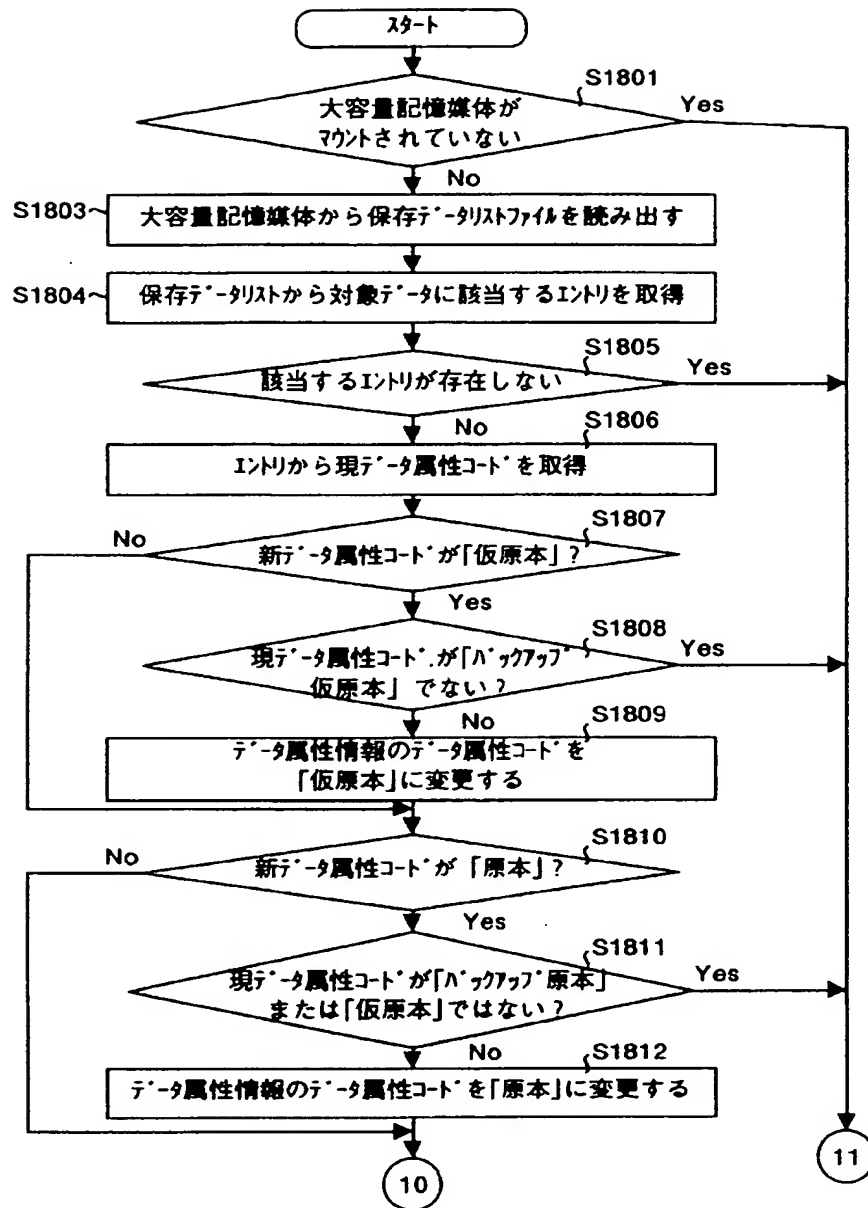 スタート
S1801
大容量記憶媒体が
マウントされていない
Yes
No
S1803
大容量記憶媒体から保存データリストファイルを読み出す
S1804
保存データリストから対象データに該当するエントリを取得
S1805
該当するエントリが存在しない
Yes
No
S1806
エントリから現データ属性コードを取得
S1807
No
新データ属性コードが「仮原本」?
Yes
S1808
現データ属性コード.が「バックアップ
仮原本」でない?
Yes
No
S1809
データ属性情報のデータ属性コードを
「仮原本」に変更する
S1810
No
新データ属性コードが「原本」?
Yes
S1811
現データ属性コードが「バックアップ原本」
または「仮原本」ではない?
Yes
No
S1812
データ属性情報のデータ属性コードを「原本」に変更する
10
11